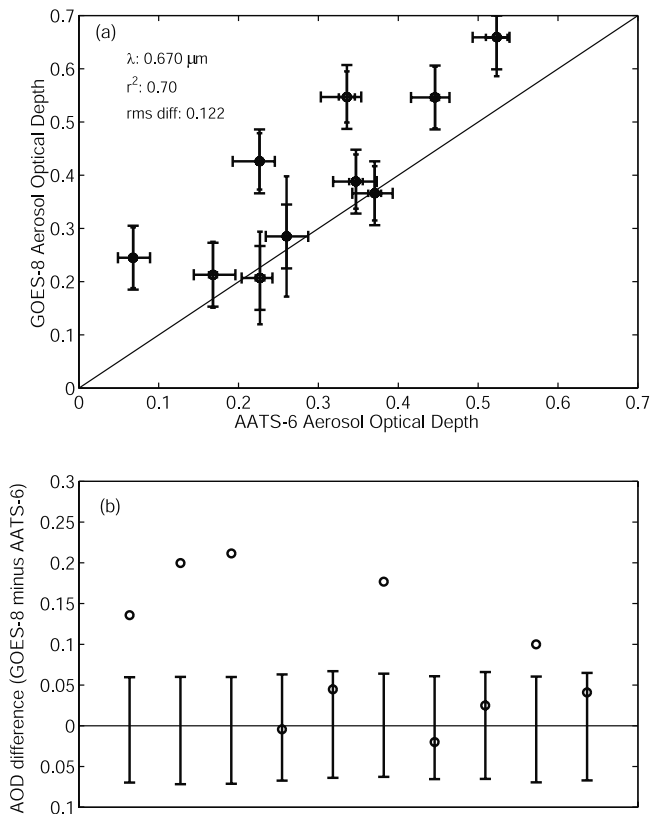 0.7
(a)
λ: 0.670 μm
0.6
r²: 0.70
rms diff: 0.122
0.5
0.4
0.3
0.2
0.1
0
GOES-8 Aerosol Optical Depth
0 0.1 0.2 0.3 0.4 0.5 0.6 0.7
AATS-6 Aerosol Optical Depth
0.3
(b)
0.25
0.2
0.15
0.1
0.05
0
0.05
0.1
AOD difference (GOES-8 minus AATS-6)